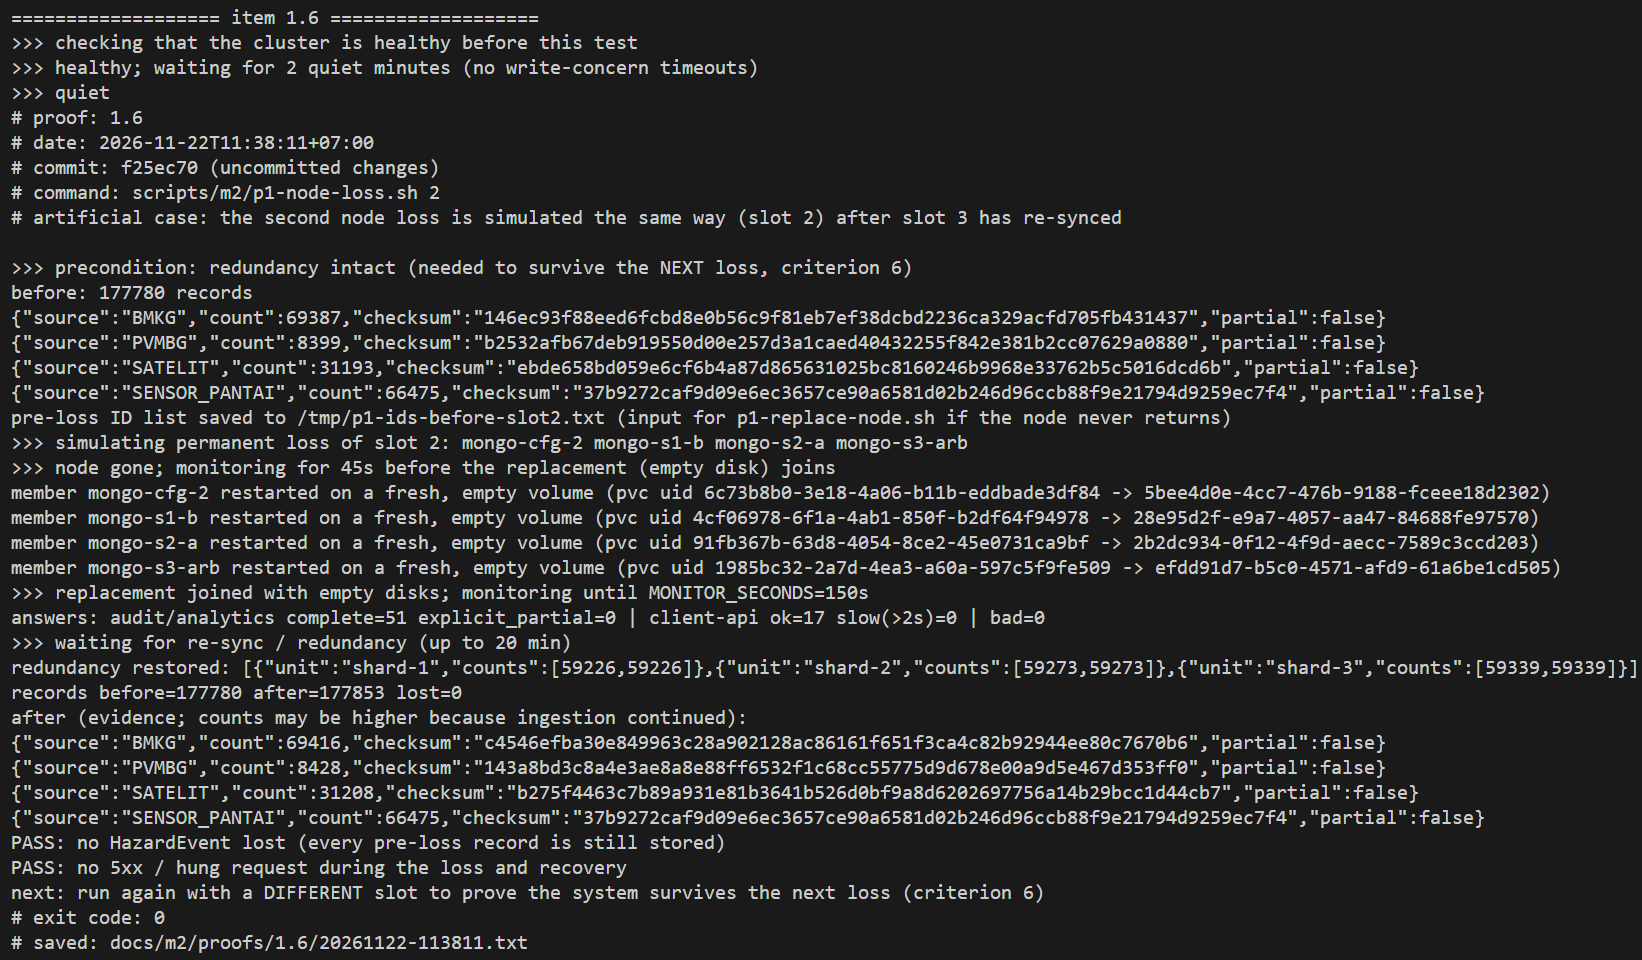 =================== item 1.6 ===================
>>> checking that the cluster is healthy before this test
>>> healthy; waiting for 2 quiet minutes (no write-concern timeouts)
>>> quiet
# proof: 1.6
# date: 2026-11-22T11:38:11+07:00
# commit: f25ec70 (uncommitted changes)
# command: scripts/m2/p1-node-loss.sh 2
# artificial case: the second node loss is simulated the same way (slot 2) after slot 3 has re-synced
>>> precondition: redundancy intact (needed to survive the NEXT loss, criterion 6)
before: 177780 records
{"source":"BMKG","count":69387,"checksum":"146ec93f88eed6fcbd8e0b56c9f81eb7ef38dcbd2236ca329acfd705fb431437","partial":false}
{"source":"PVMBG","count":8399,"checksum":"b2532afb67deb919550d00e257d3a1caed40432255f842e381b2cc07629a0880","partial":false}
{"source":"SATELIT","count":31193,"checksum":"ebde658bd059e6cf6b4a87d865631025bc8160246b9968e33762b5c5016dcd6b","partial":false}
{"source":"SENSOR_PANTAI","count":66475,"checksum":"37b9272caf9d09e6ec3657ce90a6581d02b246d96ccb88f9e21794d9259ec7f4","partial":false}
pre-loss ID list saved to /tmp/p1-ids-before-slot2.txt (input for p1-replace-node.sh if the node never returns)
>>> simulating permanent loss of slot 2: mongo-cfg-2 mongo-s1-b mongo-s2-a mongo-s3-arb
>>> node gone; monitoring for 45s before the replacement (empty disk) joins
member mongo-cfg-2 restarted on a fresh, empty volume (pvc uid 6c73b8b0-3e18-4a06-b11b-eddbade3df84 -> 5bee4d0e-4cc7-476b-9188-fceee18d2302)
member mongo-s1-b restarted on a fresh, empty volume (pvc uid 4cf06978-6f1a-4ab1-850f-b2df64f94978 -> 28e95d2f-e9a7-4057-aa47-84688fe97570)
member mongo-s2-a restarted on a fresh, empty volume (pvc uid 91fb367b-63d8-4054-8ce2-45e0731ca9bf -> 2b2dc934-0f12-4f9d-aecc-7589c3ccd203)
member mongo-s3-arb restarted on a fresh, empty volume (pvc uid 1985bc32-2a7d-4ea3-a60a-597c5f9fe509 -> efdd91d7-b5c0-4571-afd9-61a6be1cd505)
>>> replacement joined with empty disks; monitoring until MONITOR_SECONDS=150s
answers: audit/analytics complete=51 explicit_partial=0 | client-api ok=17 slow(>2s)=0 | bad=0
>>> waiting for re-sync / redundancy (up to 20 min)
redundancy restored: [{"unit":"shard-1","counts":[59226,59226]},{"unit":"shard-2","counts":[59273,59273]},{"unit":"shard-3","counts":[59339,59339]}]
records before=177780 after=177853 lost=0
after (evidence; counts may be higher because ingestion continued):
{"source":"BMKG","count":69416,"checksum":"c4546efba30e849963c28a902128ac86161f651f3ca4c82b92944ee80c7670b6","partial":false}
{"source":"PVMBG","count":8428,"checksum":"143a8bd3c8a4e3ae8a8e88ff6532f1c68cc55775d9d678e00a9d5e467d353ff0","partial":false}
{"source":"SATELIT","count":31208,"checksum":"b275f4463c7b89a931e81b3641b526d0bf9a8d6202697756a14b29bcc1d44cb7","partial":false}
{"source":"SENSOR_PANTAI","count":66475,"checksum":"37b9272caf9d09e6ec3657ce90a6581d02b246d96ccb88f9e21794d9259ec7f4","partial":false}
PASS: no HazardEvent lost (every pre-loss record is still stored)
PASS: no 5xx / hung request during the loss and recovery
next: run again with a DIFFERENT slot to prove the system survives the next loss (criterion 6)
# exit code: 0
# saved: docs/m2/proofs/1.6/20261122-113811.txt